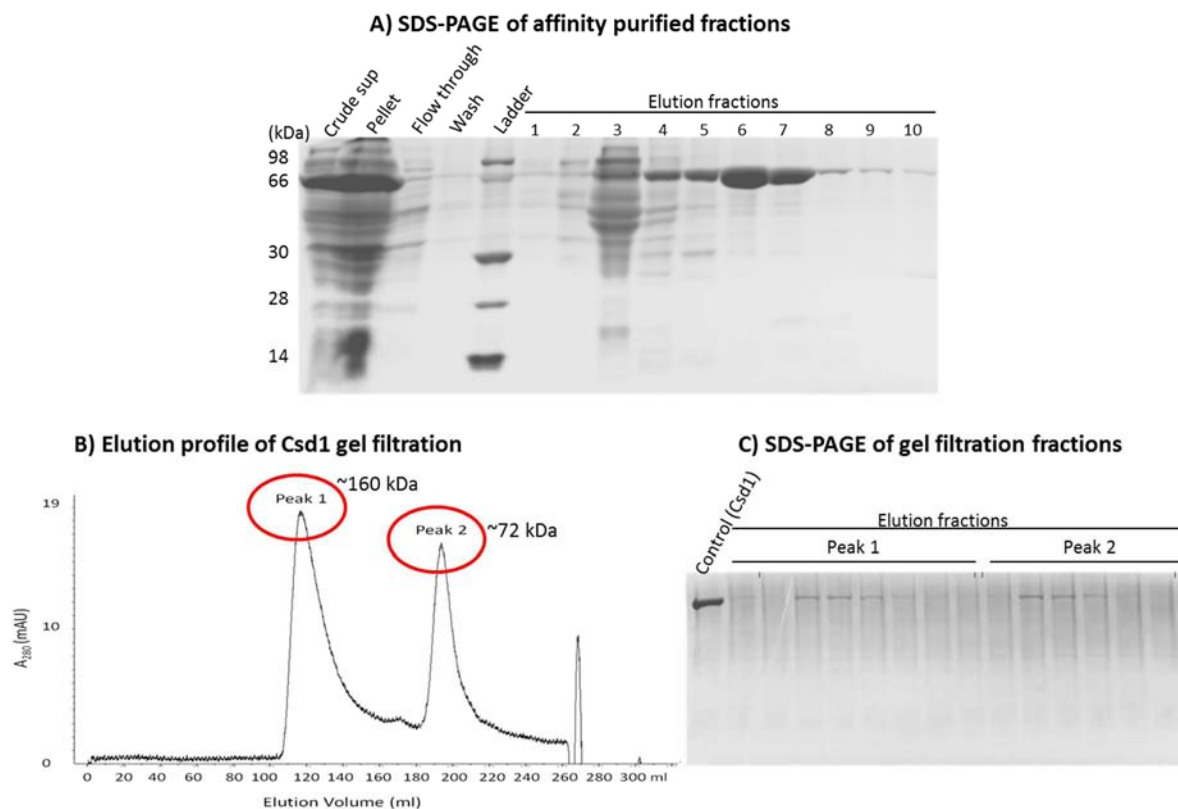 A) SDS-PAGE of affinity purified fractions
Crude sup
Pellet
Flow through
Wash
Ladder
Elution fractions
(kDa)
1 2 3 4 5 6 7 8 9 10
98
66
30
28
14
B) Elution profile of Csd1 gel filtration
19
10
0
A280 (mAU)
Peak 1
~160 kDa
Peak 2
~72 kDa
0 20 40 60 80 100 120 140 160 180 200 220 240 260 280 300 ml
Elution Volume (ml)
C) SDS-PAGE of gel filtration fractions
Control (Csd1)
Elution fractions
Peak 1 Peak 2